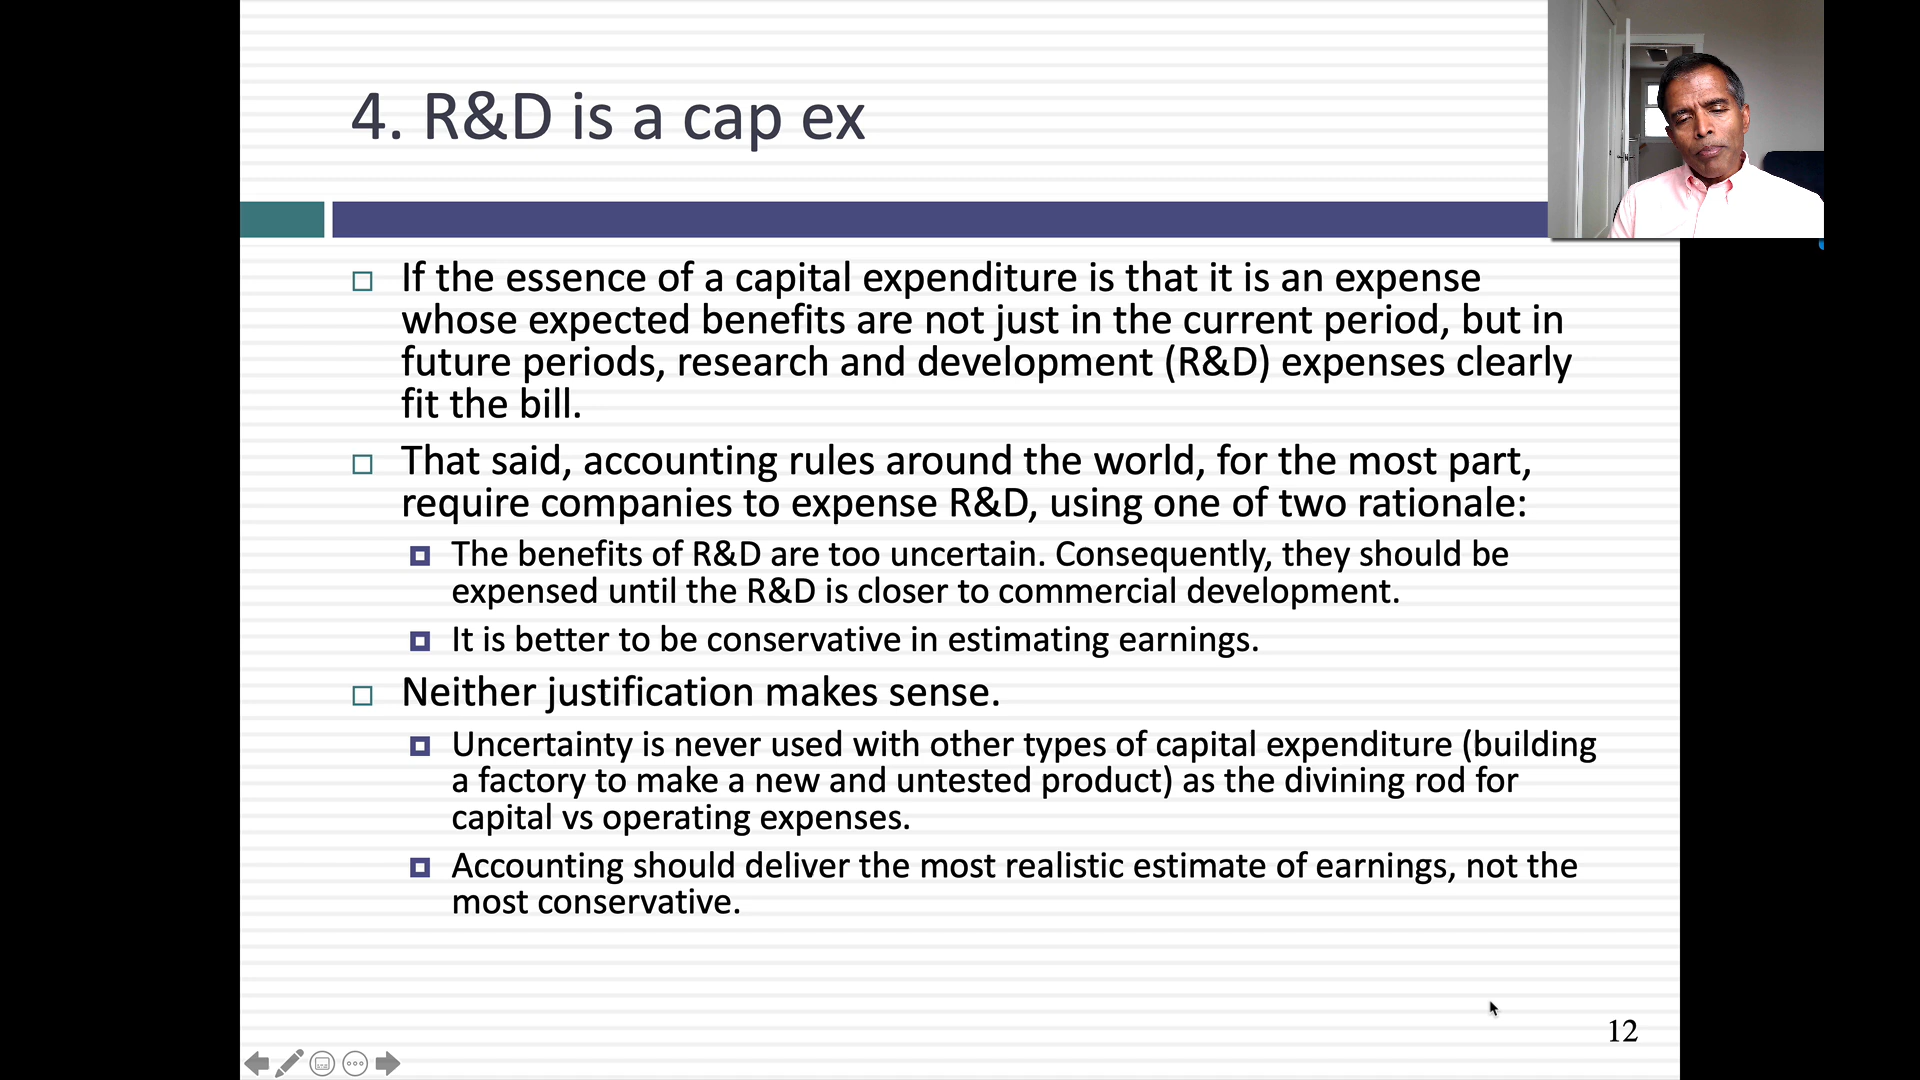 4. R&D is a cap ex
If the essence of a capital expenditure is that it is an expense
whose expected benefits are not just in the current period, but in
future periods, research and development (R&D) expenses clearly
fit the bill.
That said, accounting rules around the world, for the most part,
require companies to expense R&D, using one of two rationale:
The benefits of R&D are too uncertain. Consequently, they should be
expensed until the R&D is closer to commercial development.
It is better to be conservative in estimating earnings.
Neither justification makes sense.
Uncertainty is never used with other types of capital expenditure (building
a factory to make a new and untested product) as the divining rod for
capital vs operating expenses.
Accounting should deliver the most realistic estimate of earnings, not the
most conservative.
12